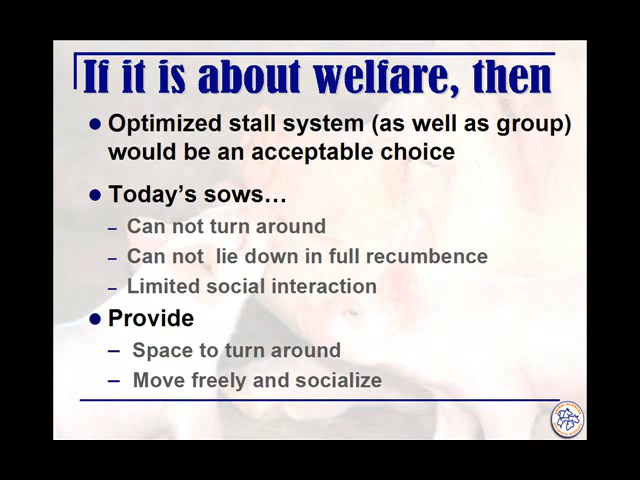 If it is about welfare, then
● Optimized stall system (as well as group)
would be an acceptable choice
● Today's sows…
– Can not turn around
– Can not lie down in full recumbence
– Limited social interaction
● Provide
– Space to turn around
– Move freely and socialize